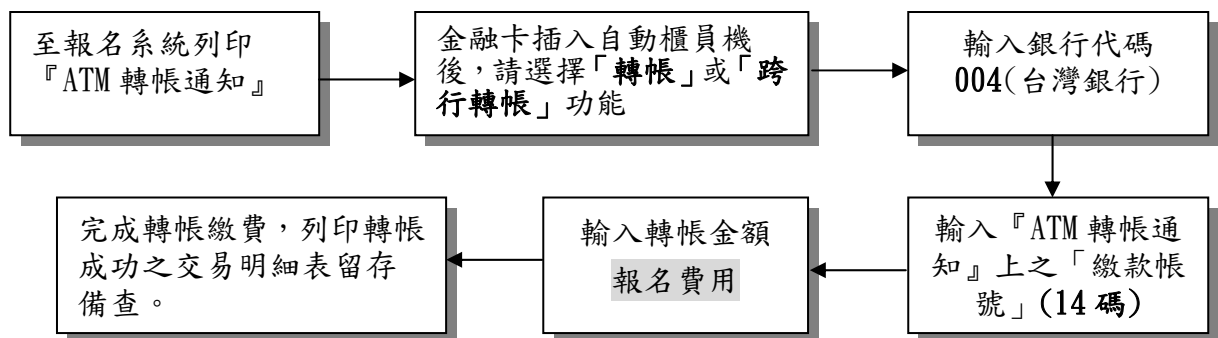 至報名系統列印
『ATM 轉帳通知』
金融卡插入自動櫃員機
後，請選擇「轉帳」或「跨
行轉帳」功能
輸入銀行代碼
004(台灣銀行)
輸入『ATM 轉帳通
知』上之「繳款帳
號」(14 碼)
輸入轉帳金額
報名費用
完成轉帳繳費，列印轉帳
成功之交易明細表留存
備查。